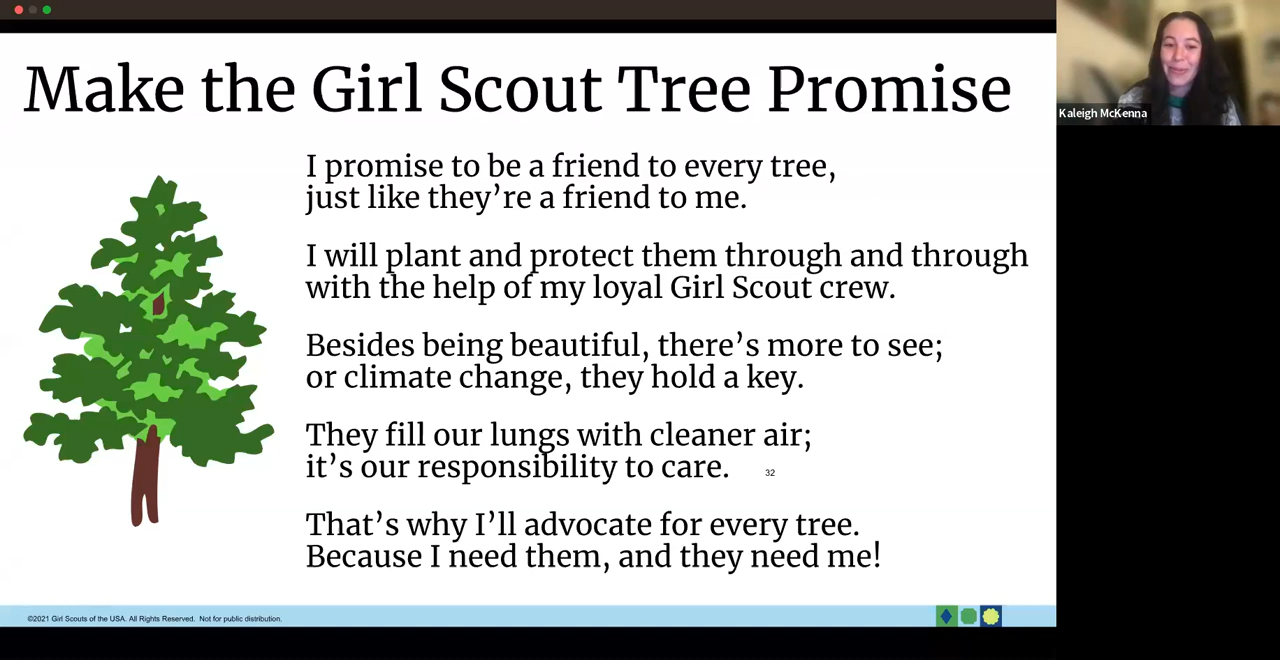 Make the Girl Scout Tree Promise
Kaleigh McKenna
I promise to be a friend to every tree,
just like they're a friend to me.
I will plant and protect them through and through
with the help of my loyal Girl Scout crew.
Besides being beautiful, there's more to see;
or climate change, they hold a key.
They fill our lungs with cleaner air;
it's our responsibility to care.
32
That's why I'll advocate for every tree.
Because I need them, and they need me!
©2021 Girl Scouts of the USA. All Rights Reserved. Not for public distribution.